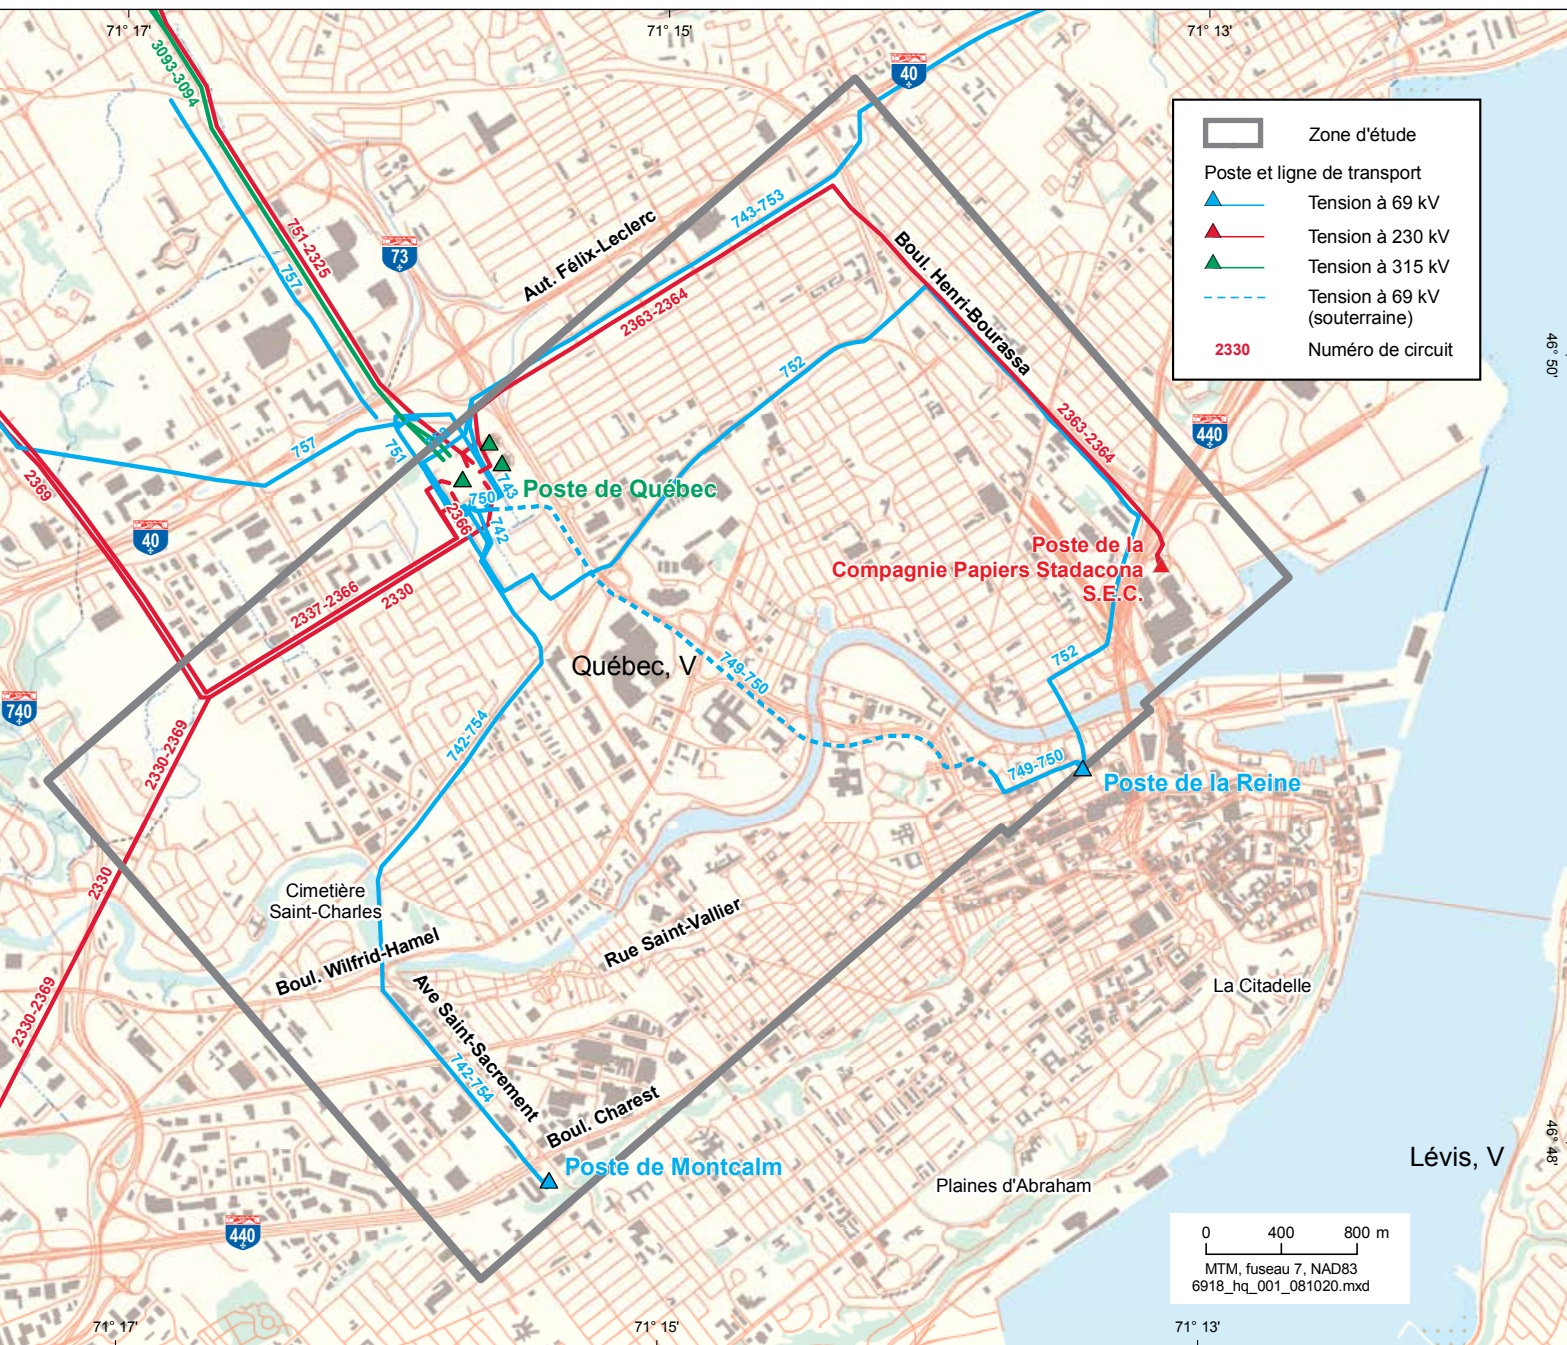 71° 17'
71° 15'
71° 13'
3093-3094
40
Zone d'étude
Poste et ligne de transport
Tension à 69 kV
Tension à 230 kV
Tension à 315 kV
Tension à 69 kV
(souterraine)
2330
Numéro de circuit
751-2325
757
73
Aut. Félix-Leclerc
743-753
2363-2364
Boul. Henri-Bourassa
752
46° 50'
2363-2364
440
757
751
2369
743
750
Poste de Québec
2366
742
40
Poste de la
Compagnie Papiers Stadacona
S.E.C.
2337-2366
2330
Québec, V
749-750
752
740
742-754
2330-2369
749-750
Poste de la Reine
2330
Cimetière
Saint-Charles
Rue Saint-Vallier
Boul. Wilfrid-Hamel
La Citadelle
2330-2369
Ave Saint-Sacrement
742-754
Boul. Charest
46° 48'
Lévis, V
Poste de Montcalm
Plaines d'Abraham
440
0 400 800 m
MTM, fuseau 7, NAD83
6918_hq_001_081020.mxd
71° 17'
71° 15'
71° 13'